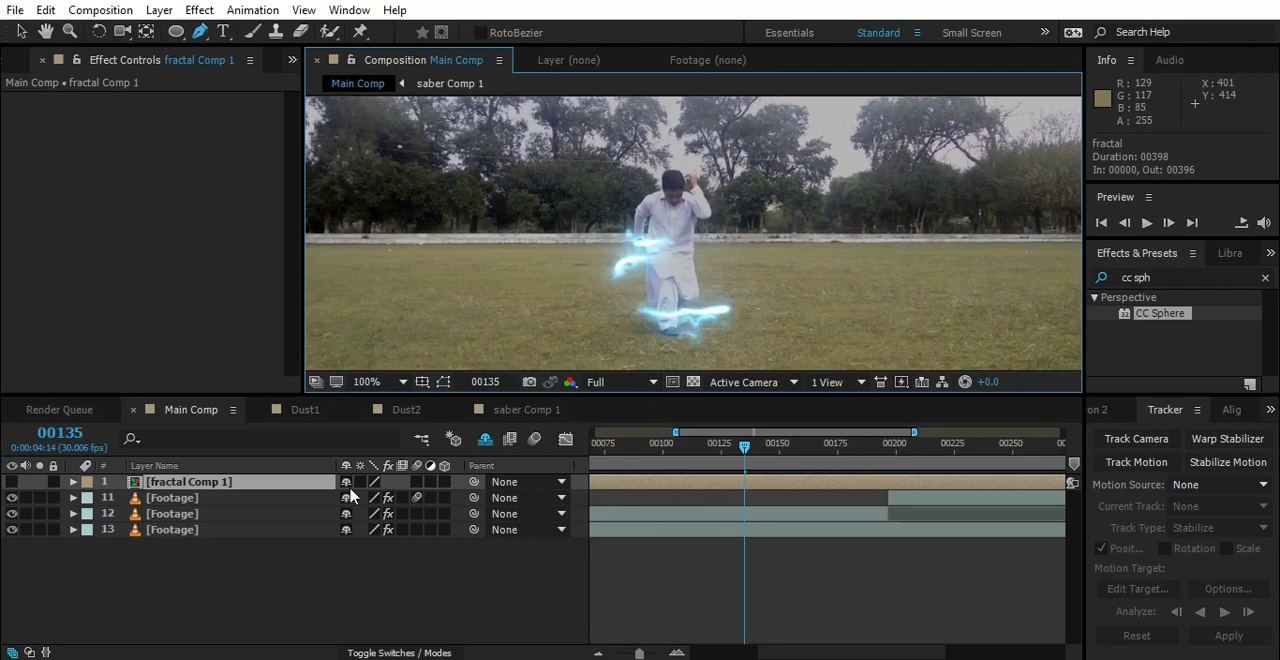 File Edit Composition Layer Effect Animation View Window Help
RotoBezier Essentials Standard Small Screen Search Help
Effect Controls fractal Comp 1 Composition Main Comp Layer (none) Footage (none) Info Audio
Main Comp • fractal Comp 1 Main Comp saber Comp 1
R: 129 X: 401
G: 117 Y: 414
B: 85
A: 255
fractal
Duration: 00398
In: 00000, Out: 00396
Preview
Effects & Presets Libra
cc sph
Perspective
32 CC Sphere
100% 00135 Full Active Camera 1 View +0.0
Render Queue Main Comp Dust1 Dust2 saber Comp 1 on 2 Tracker Alig
00135
0:00:04:14 (30.006 fps)
00075 00100 00125 00150 00200 00225 00250 00
# Layer Name fx Parent
1 [fractal Comp 1] None
11 [Footage] fx None
12 [Footage] fx None
13 [Footage] fx None
Track Camera Warp Stabilizer
Track Motion Stabilize Motion
Motion Source: None
Current Track: None
Track Type: Stabilize
Posit... Rotation Scale
Motion Target:
Edit Target... Options...
Analyze:
Reset Apply
Toggle Switches / Modes